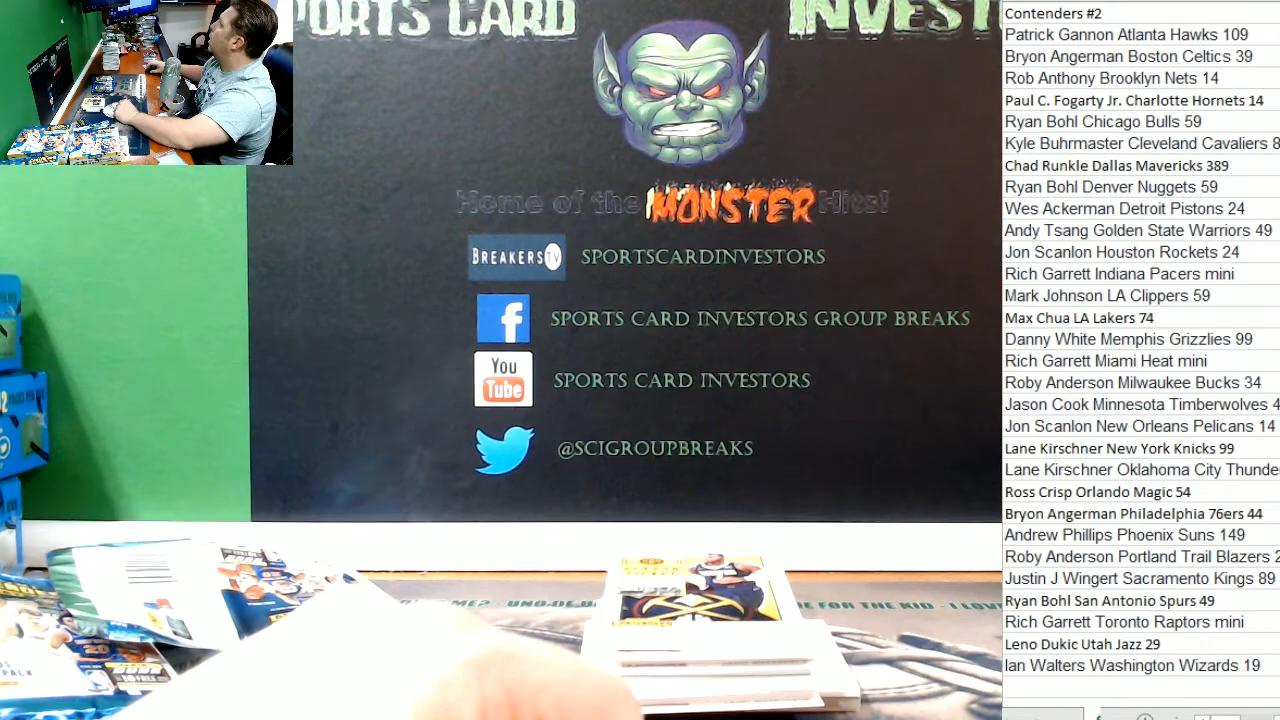 PORTS CARD INVEST
Home of the MONSTER Hits!
BREAKERS TV SPORTSCARDINVESTORS
f SPORTS CARD INVESTORS GROUP BREAKS
You Tube SPORTS CARD INVESTORS
@SCIGROUPBREAKS
Contenders #2
Patrick Gannon Atlanta Hawks 109
Bryon Angerman Boston Celtics 39
Rob Anthony Brooklyn Nets 14
Paul C. Fogarty Jr. Charlotte Hornets 14
Ryan Bohl Chicago Bulls 59
Kyle Buhrmaster Cleveland Cavaliers 8
Chad Runkle Dallas Mavericks 389
Ryan Bohl Denver Nuggets 59
Wes Ackerman Detroit Pistons 24
Andy Tsang Golden State Warriors 49
Jon Scanlon Houston Rockets 24
Rich Garrett Indiana Pacers mini
Mark Johnson LA Clippers 59
Max Chua LA Lakers 74
Danny White Memphis Grizzlies 99
Rich Garrett Miami Heat mini
Roby Anderson Milwaukee Bucks 34
Jason Cook Minnesota Timberwolves 4
Jon Scanlon New Orleans Pelicans 14
Lane Kirschner New York Knicks 99
Lane Kirschner Oklahoma City Thunde
Ross Crisp Orlando Magic 54
Bryon Angerman Philadelphia 76ers 44
Andrew Phillips Phoenix Suns 149
Roby Anderson Portland Trail Blazers 2
Justin J Wingert Sacramento Kings 89
Ryan Bohl San Antonio Spurs 49
Rich Garrett Toronto Raptors mini
Leno Dukic Utah Jazz 29
Ian Walters Washington Wizards 19
FOR THE KID - I LOV